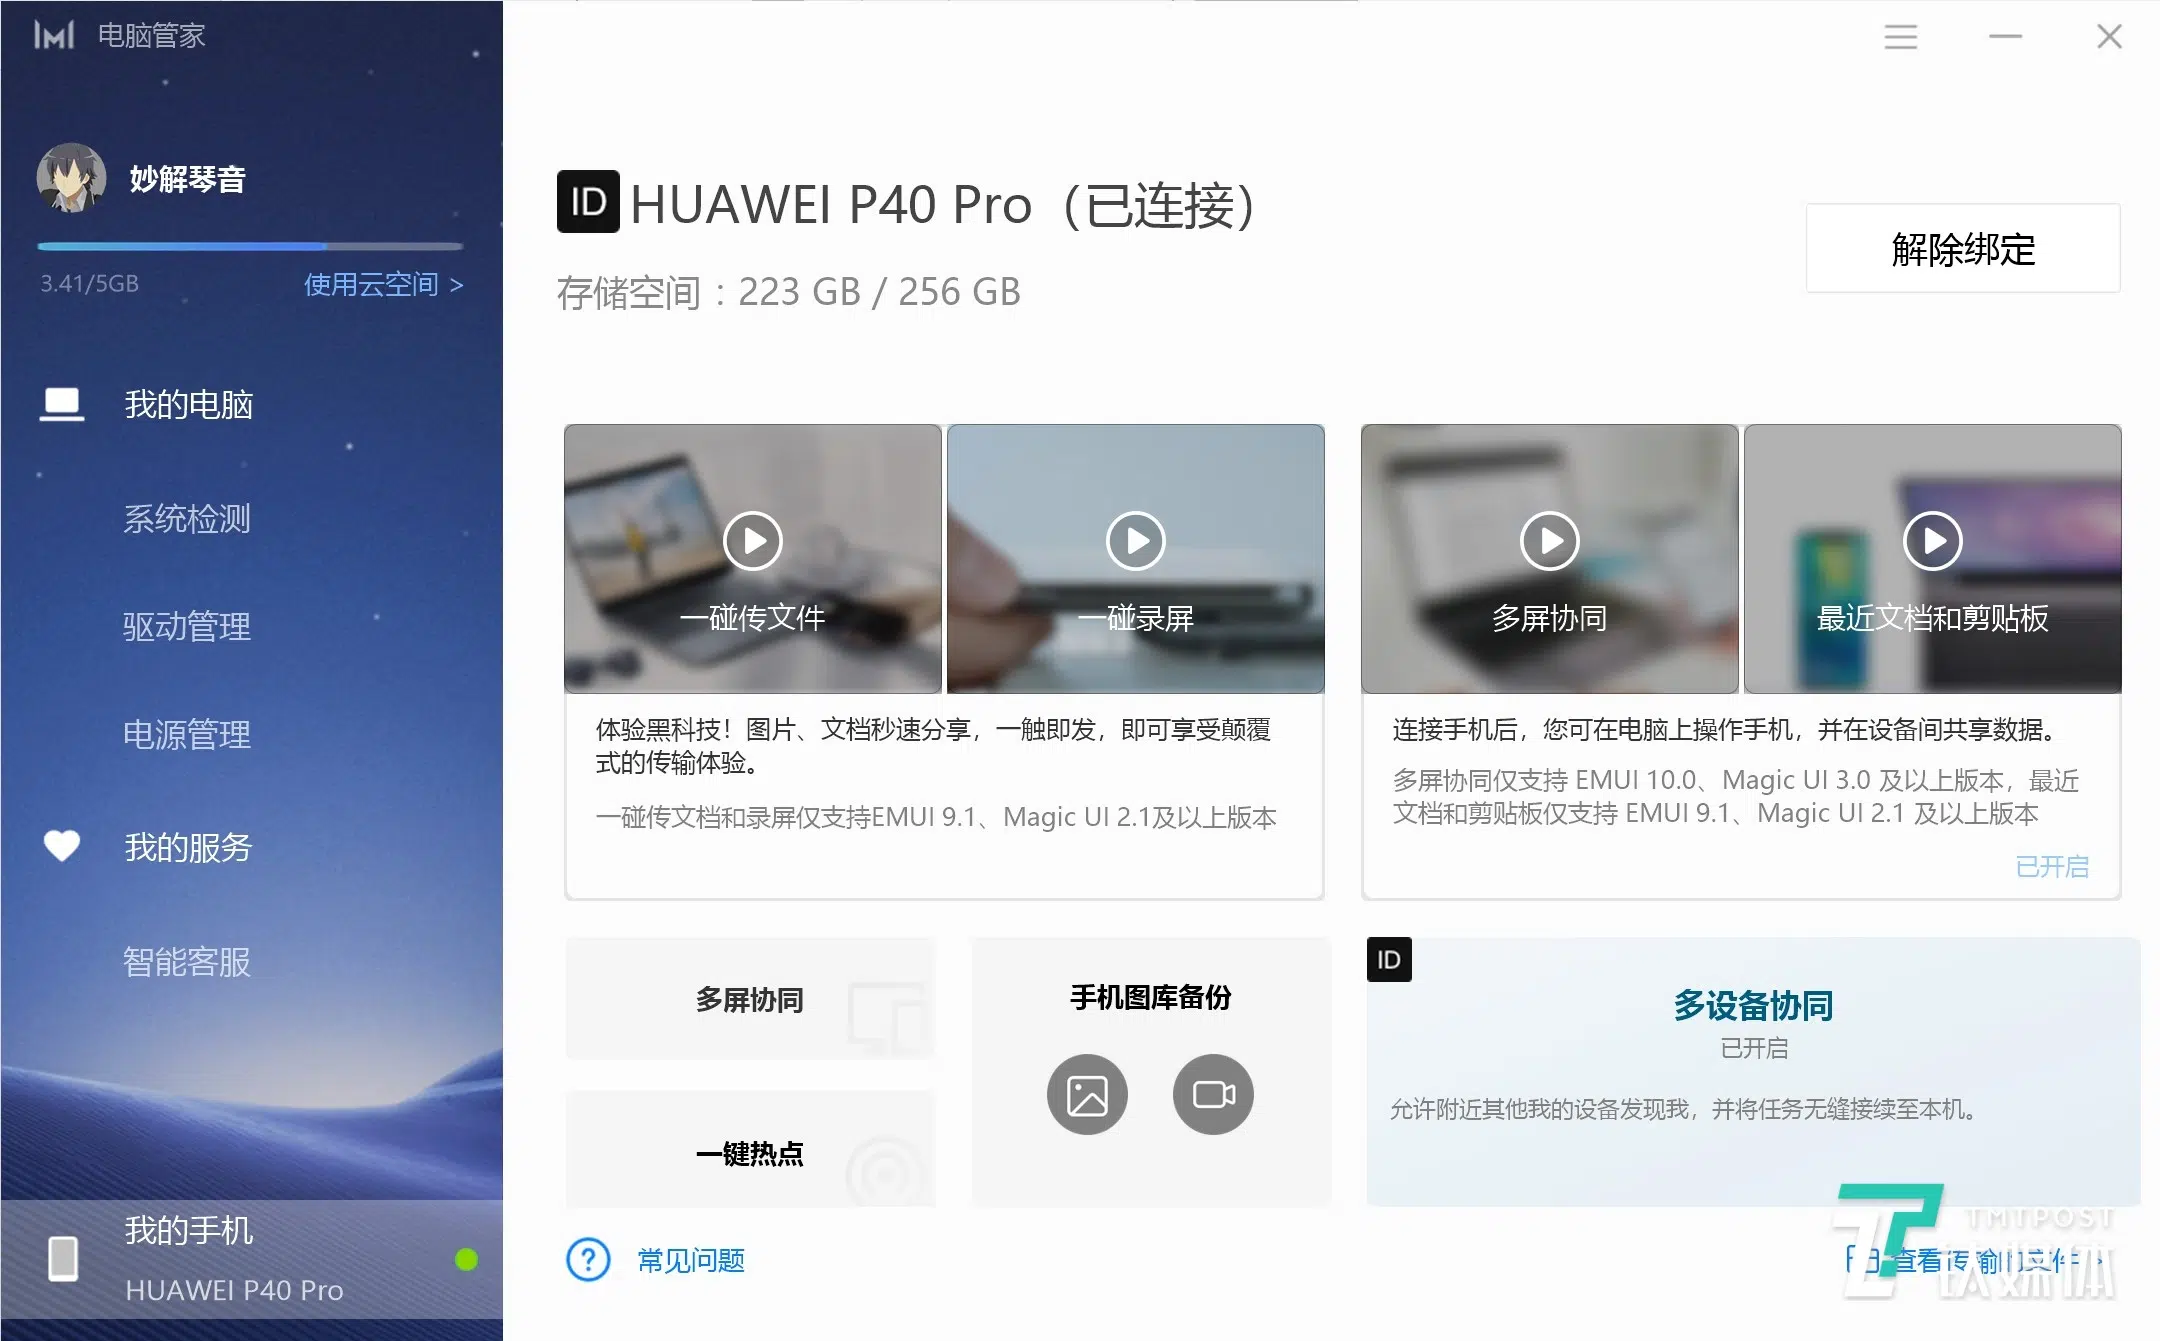 电脑管家
妙解琴音
3.41/5GB
使用云空间 >
我的电脑
系统检测
驱动管理
电源管理
我的服务
智能客服
我的手机
HUAWEI P40 Pro
ID HUAWEI P40 Pro（已连接）
存储空间：223 GB / 256 GB
解除绑定
一碰传文件
一碰录屏
体验黑科技！图片、文档秒速分享，一触即发，即可享受颠覆
式的传输体验。
一碰传文档和录屏仅支持EMUI 9.1、Magic UI 2.1及以上版本
多屏协同
最近文档和剪贴板
连接手机后，您可在电脑上操作手机，并在设备间共享数据。
多屏协同仅支持 EMUI 10.0、Magic UI 3.0 及以上版本，最近
文档和剪贴板仅支持 EMUI 9.1、Magic UI 2.1 及以上版本
已开启
多屏协同
一键热点
手机图库备份
ID
多设备协同
已开启
允许附近其他我的设备发现我，并将任务无缝接续至本机。
? 常见问题
查看传输的文件
TMTPOST
钛媒体